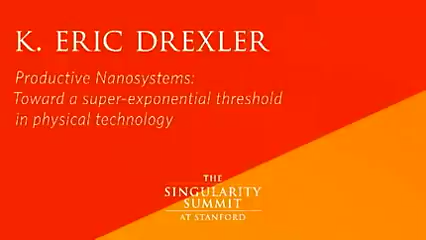 K. ERIC DREXLER
Productive Nanosystems:
Toward a super-exponential threshold
in physical technology
THE
SINGULARITY
SUMMIT
AT STANFORD